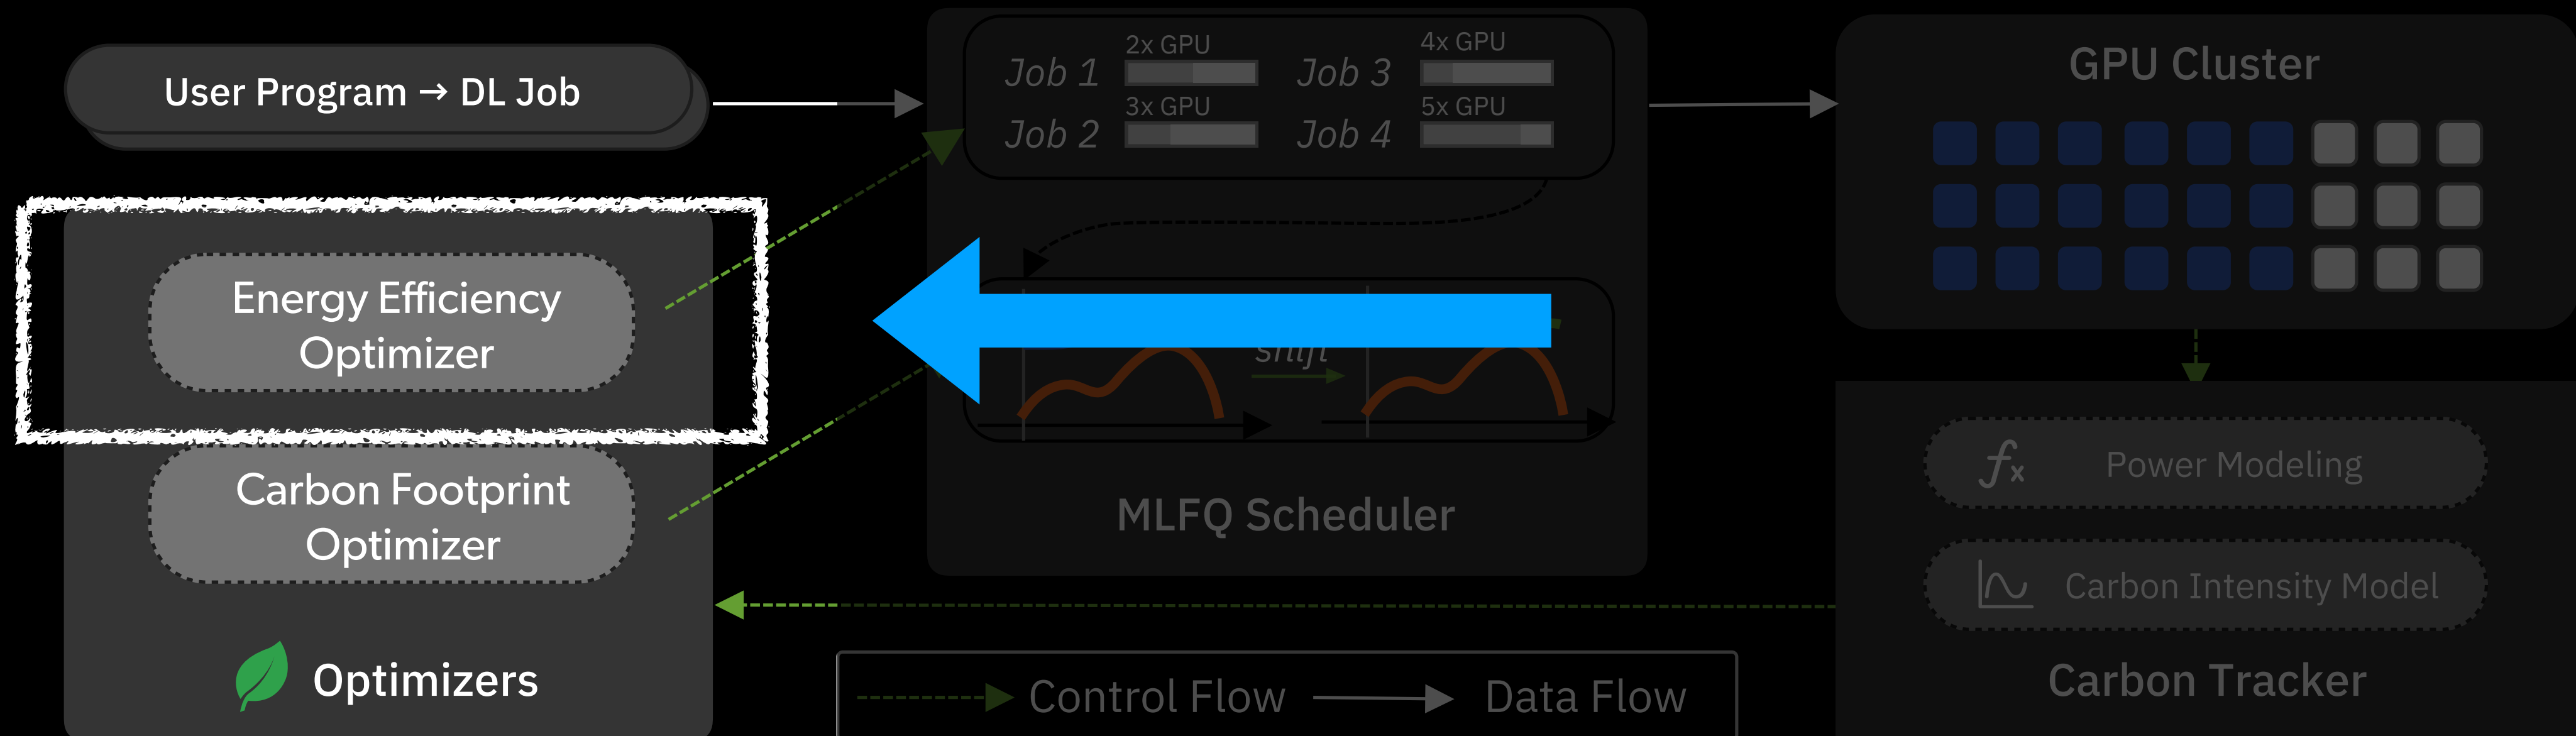 User Program → DL Job
Energy Efficiency
Optimizer
Carbon Footprint
Optimizer
Optimizers
2x GPU
Job 1
3x GPU
Job 2
4x GPU
Job 3
5x GPU
Job 4
shift
MLFQ Scheduler
Control Flow
Data Flow
GPU Cluster
fx
Power Modeling
Carbon Intensity Model
Carbon Tracker